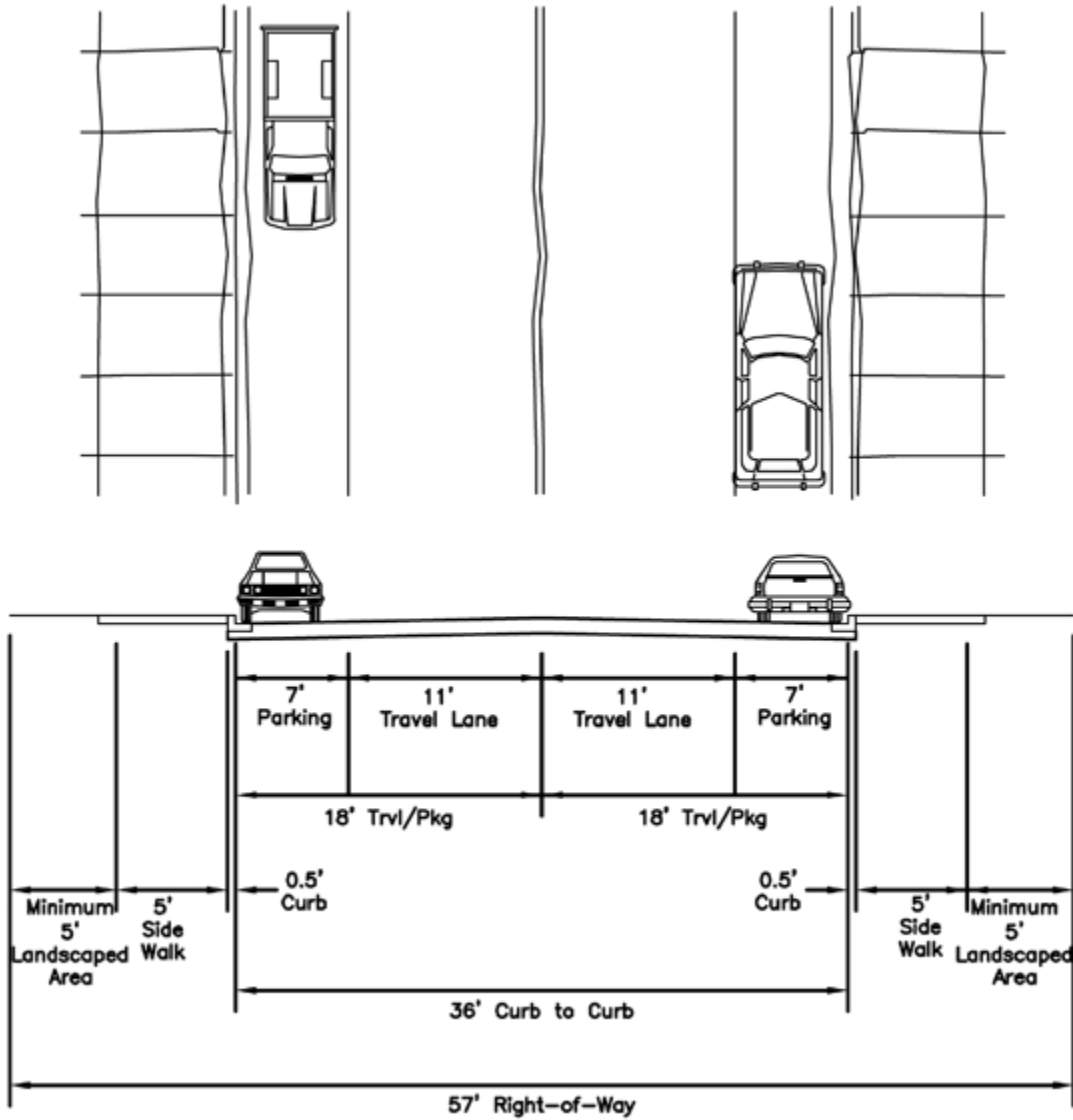 7'
Parking
11'
Travel Lane
11'
Travel Lane
7'
Parking
18' Trvl/Pkg
18' Trvl/Pkg
Minimum
5'
Landscaped
Area
5'
Side
Walk
0.5'
Curb
0.5'
Curb
5'
Side
Walk
Minimum
5'
Landscaped
Area
36' Curb to Curb
57' Right-of-Way